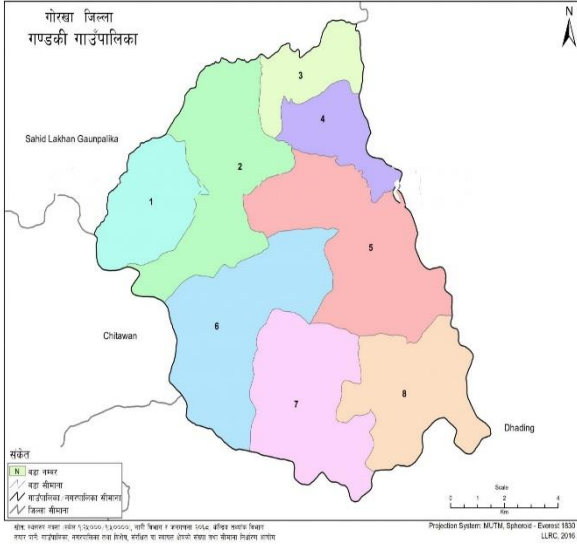 गोरखा जिल्ला
गण्डकी गाउँपालिका
N
3
4
Sahid Lakhan Gaunpalika
2
1
5
6
Chitawan
7
8
Dhading
संकेत
N वडा नम्बर
वडा सीमाना
गाउँपालिका/नगरपालिका सीमाना
जिल्ला सीमाना
Scale
0 2 4
Km
Projection System: MUTM, Spheroid - Everest 1830
LLRC, 2016